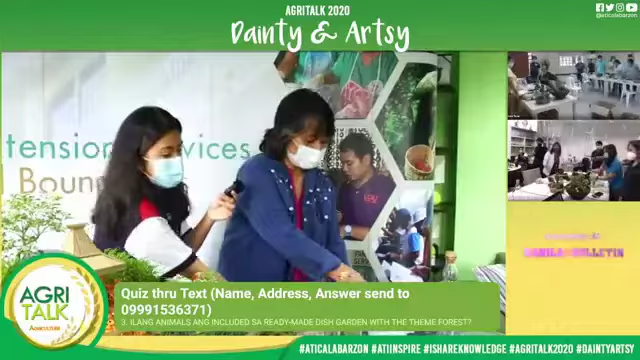 AGRITALK 2020
Dainty & Artsy
@aticalabarzon
tension Services
Boun
AGRI
TALK
AGRICULTURE
Quiz thru Text (Name, Address, Answer send to
09991536371)
3. ILANG ANIMALS ANG INCLUDED SA READY-MADE DISH GARDEN WITH THE THEME FOREST?
MANILA BULLETIN
#ATICALABARZON #ATIINSPIRE #ISHAREKNOWLEDGE #AGRITALK2020 #DAINTYARTSY